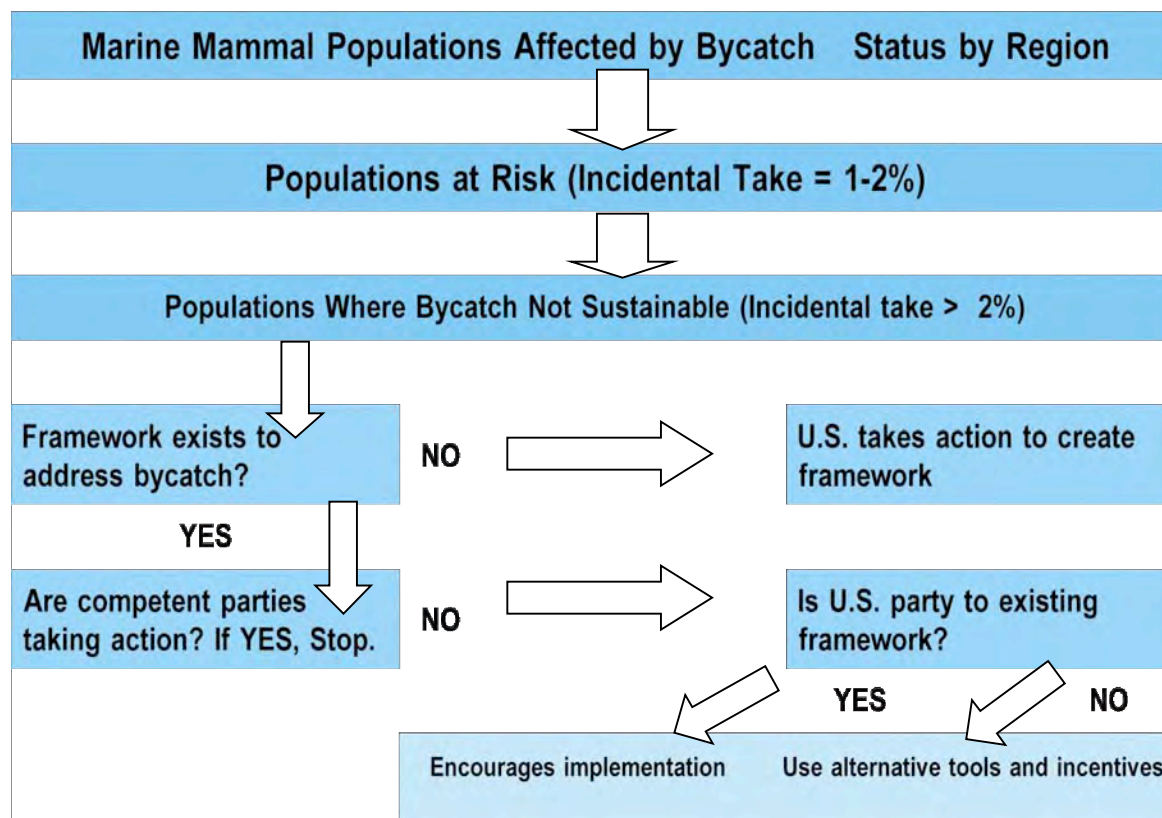 Marine Mammal Populations Affected by Bycatch Status by Region
Populations at Risk (Incidental Take = 1-2%)
Populations Where Bycatch Not Sustainable (Incidental take > 2%)
Framework exists to
address bycatch?
NO
U.S. takes action to create
framework
YES
Are competent parties
taking action? If YES, Stop.
NO
Is U.S. party to existing
framework?
YES
NO
Encourages implementation
Use alternative tools and incentives